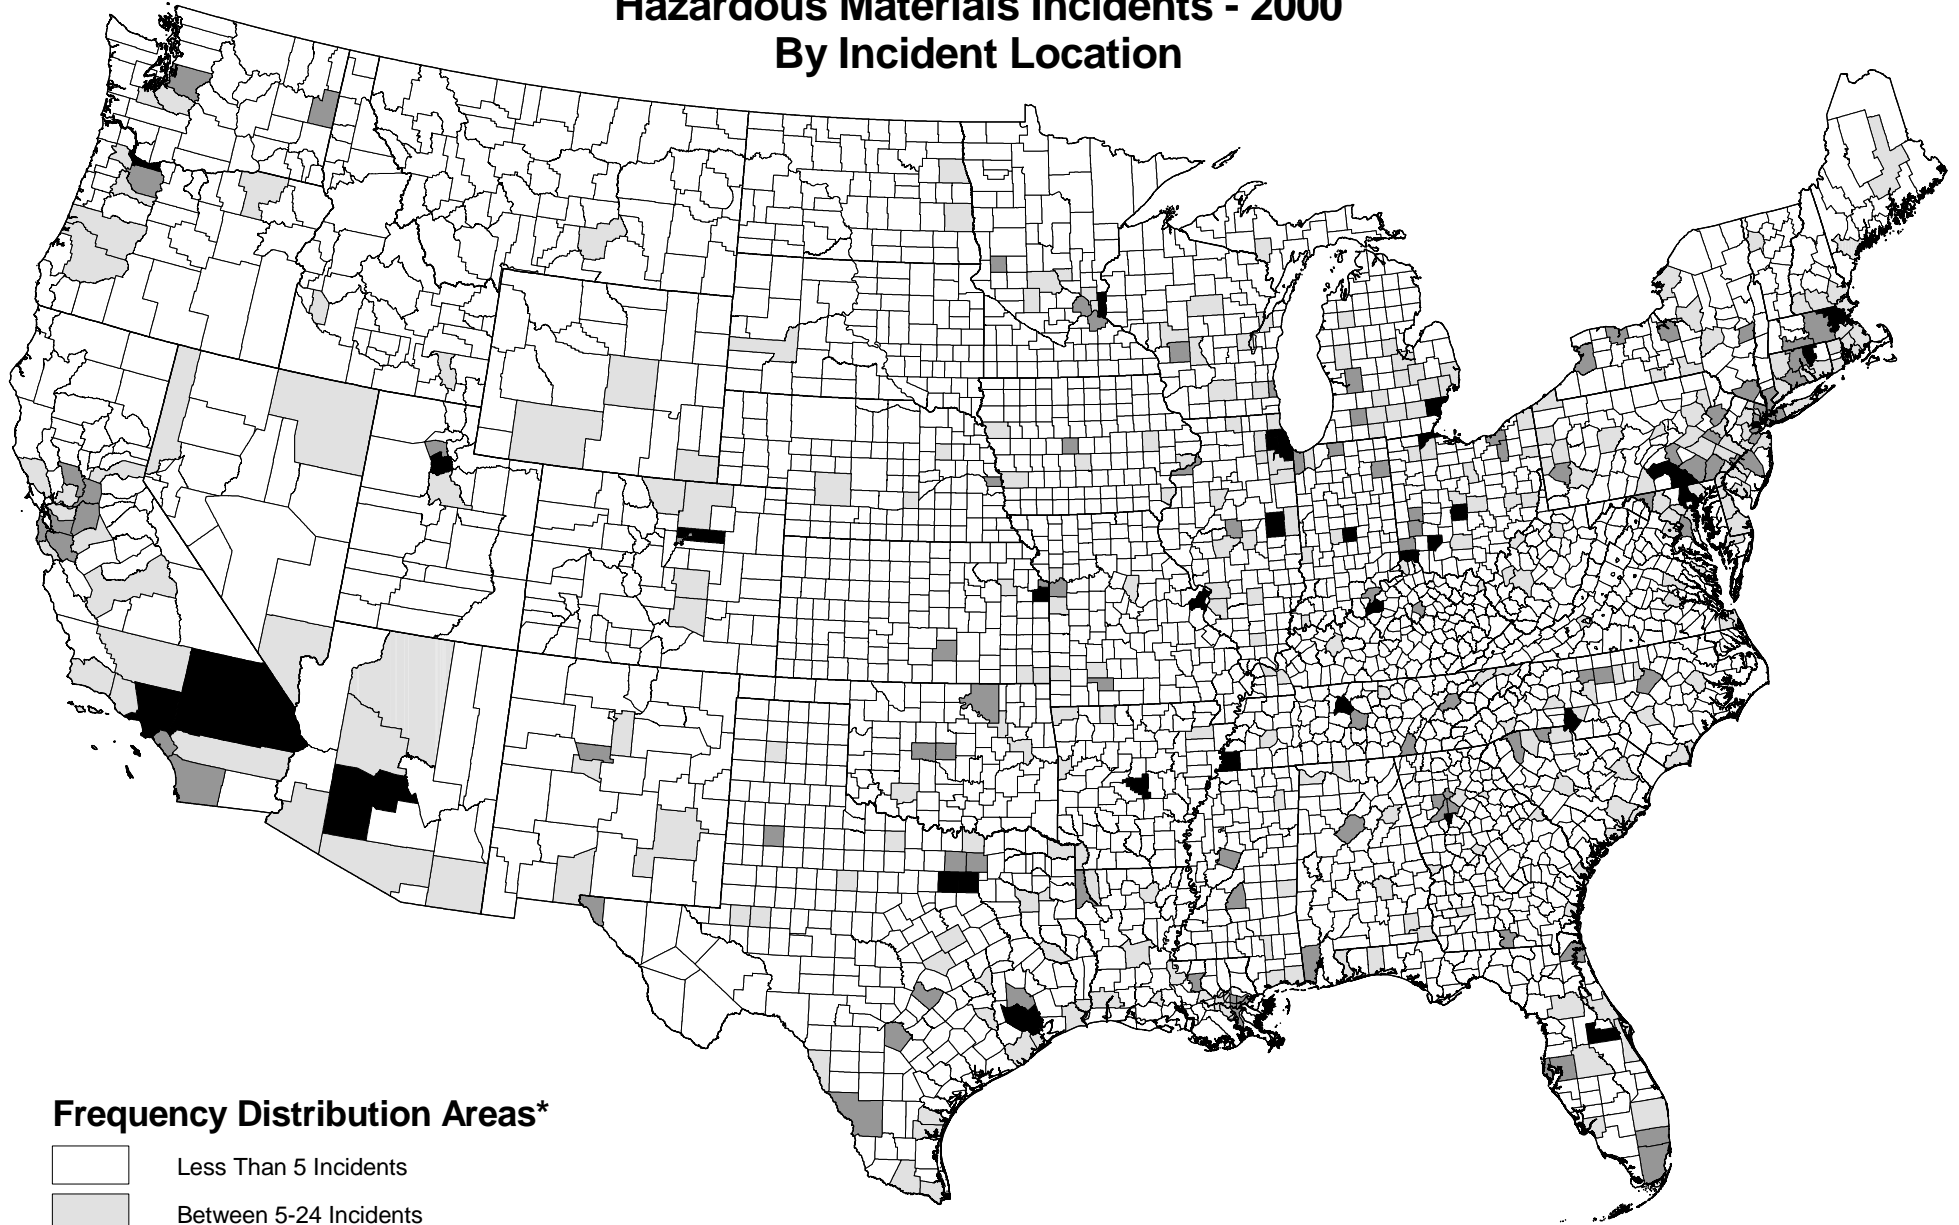 Hazardous Materials Incidents - 2000
By Incident Location
Frequency Distribution Areas*
Less Than 5 Incidents
Between 5-24 Incidents